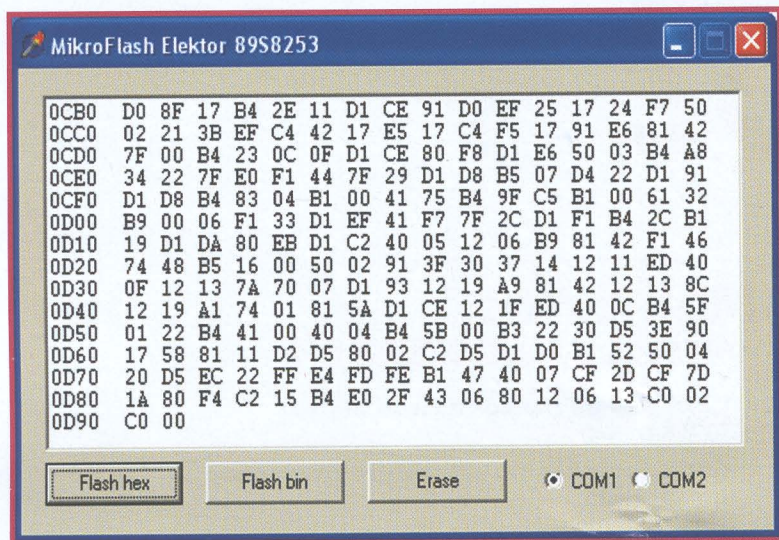 MikroFlash Elektor 89S8253
0CB0 D0 8F 17 B4 2E 11 D1 CE 91 D0 EF 25 17 24 F7 50
0CC0 02 21 3B EF C4 42 17 E5 17 C4 F5 17 91 E6 81 42
0CD0 7F 00 B4 23 0C 0F D1 CE 80 F8 D1 E6 50 03 B4 A8
0CE0 34 22 7F E0 F1 44 7F 29 D1 D8 B5 07 D4 22 D1 91
0CF0 D1 D8 B4 83 04 B1 00 41 75 B4 9F C5 B1 00 61 32
0D00 B9 00 06 F1 33 D1 EF 41 F7 7F 2C D1 F1 B4 2C B1
0D10 19 D1 DA 80 EB D1 C2 40 05 12 06 B9 81 42 F1 46
0D20 74 48 B5 16 00 50 02 91 3F 30 37 14 12 11 ED 40
0D30 0F 12 13 7A 70 07 D1 93 12 19 A9 81 42 12 13 8C
0D40 12 19 A1 74 01 81 5A D1 CE 12 1F ED 40 0C B4 5F
0D50 01 22 B4 41 00 40 04 B4 5B 00 B3 22 30 D5 3E 90
0D60 17 58 81 11 D2 D5 80 02 C2 D5 D1 D0 B1 52 50 04
0D70 20 D5 EC 22 FF E4 FD FE B1 47 40 07 CF 2D CF 7D
0D80 1A 80 F4 C2 15 B4 E0 2F 43 06 80 12 06 13 C0 02
0D90 C0 00
Flash hex Flash bin Erase COM1 COM2